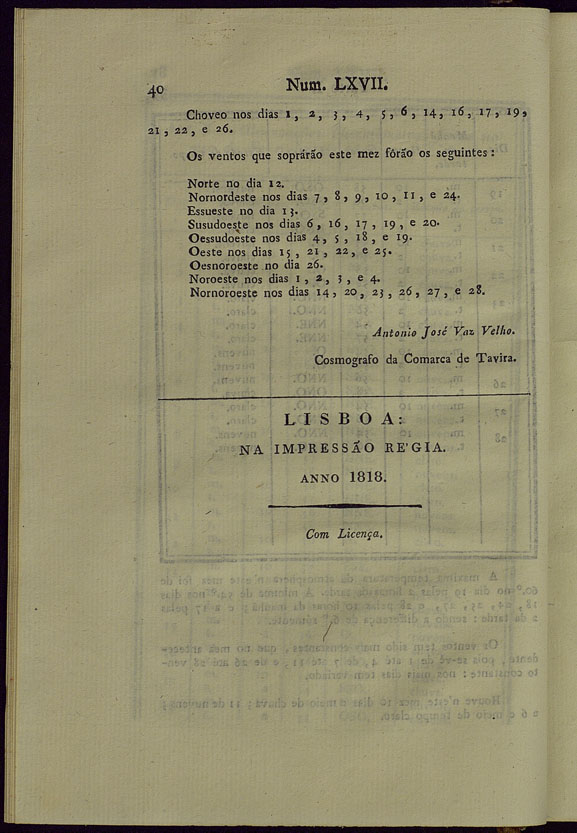 40
Num. LXVII.
Choveo nos dias 1, 2, 3, 4, 5, 6, 14, 16, 17, 19,
21, 22, e 26.
Os ventos que soprárão este mez fôrão os seguintes:
Norte no dia 12.
Nornordeste nos dias 7, 8, 9, 10, 11, e 24.
Essueste no dia 13.
Susudoeste nos dias 6, 16, 17, 19, e 20.
Oessudoéste nos dias 4, 5, 18, e 19.
Oeste nos dias 15, 21, 22, e 25.
Oesnoroeste no dia 26.
Noroeste nos dias 1, 2, 3, e 4.
Nornoroeste nos dias 14, 20, 23, 26, 27, e 28.
Antonio José Vaz Velho.
Cosmografo da Comarca de Tavira.
LISBOA:
NA IMPRESSÃO RE'GIA.
ANNO 1818.
Com Licença.